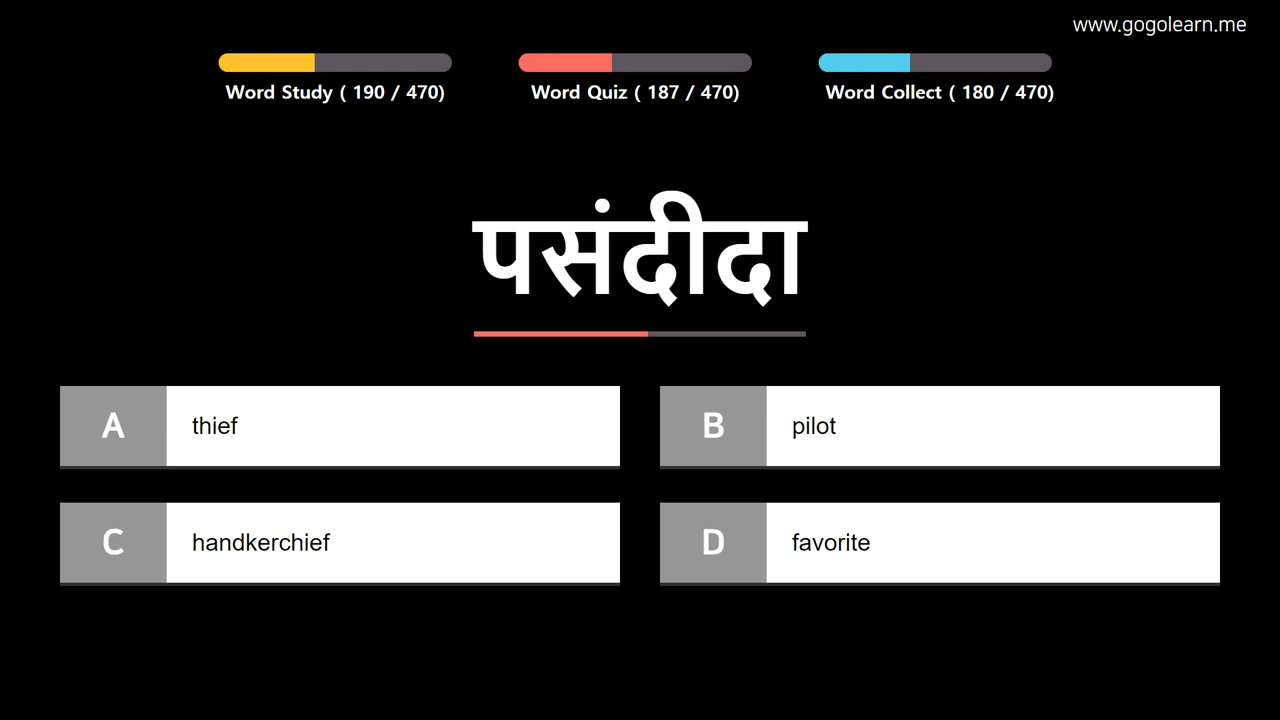 www.gogolearn.me
Word Study ( 190 / 470)
Word Quiz ( 187 / 470)
Word Collect ( 180 / 470)
पसंदीदा
A thief
B pilot
C handkerchief
D favorite